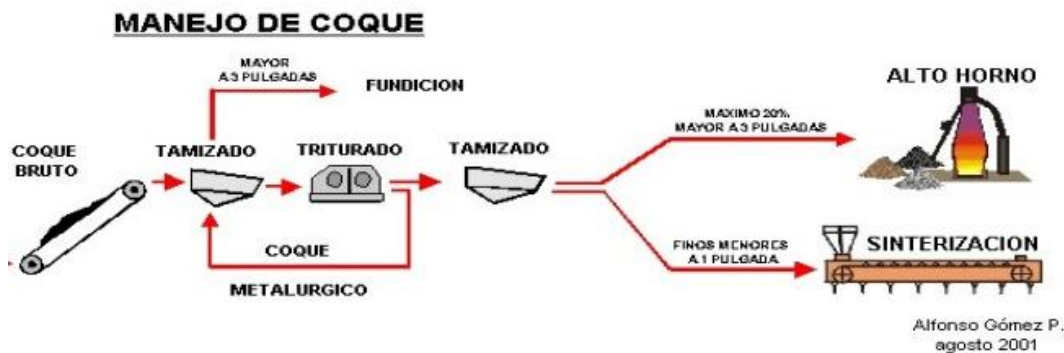 MANEJO DE COQUE
MAYOR
A 3 PULGADAS
FUNDICION
COQUE
BRUTO
TAMIZADO
TRITURADO
TAMIZADO
COQUE
METALURGICO
MAXIMO 20%
MAYOR A 3 PULGADAS
ALTO HORNO
FINOS MENORES
A 1 PULGADA
SINTERIZACION
Alfonso Gómez P.
agosto 2001